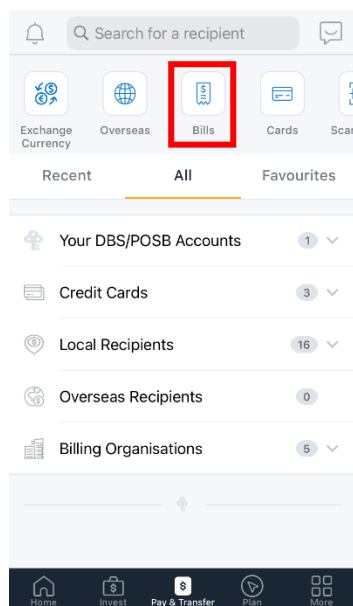 Search for a recipient
Exchange Currency
Overseas
Bills
Cards
Scan
Recent
All
Favourites
Your DBS/POSB Accounts 1
Credit Cards 3
Local Recipients 16
Overseas Recipients 0
Billing Organisations 5
Home
Invest
Pay & Transfer
Plan
More